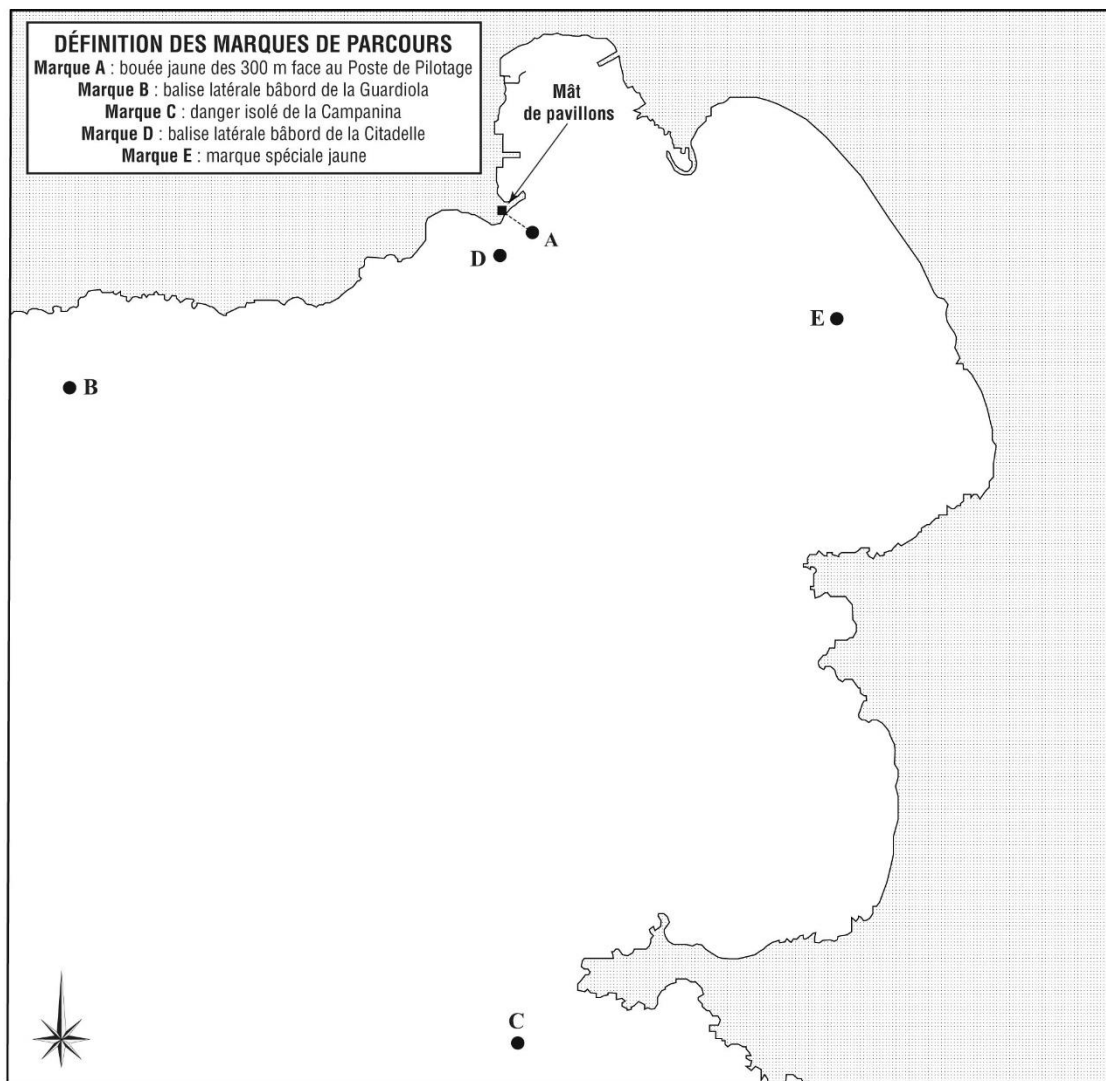 DÉFINITION DES MARQUES DE PARCOURS
Marque A : bouée jaune des 300 m face au Poste de Pilotage
Marque B : balise latérale bâbord de la Guardiola
Marque C : danger isolé de la Campanina
Marque D : balise latérale bâbord de la Citadelle
Marque E : marque spéciale jaune
Mât
de pavillons
A
D
E
B
C